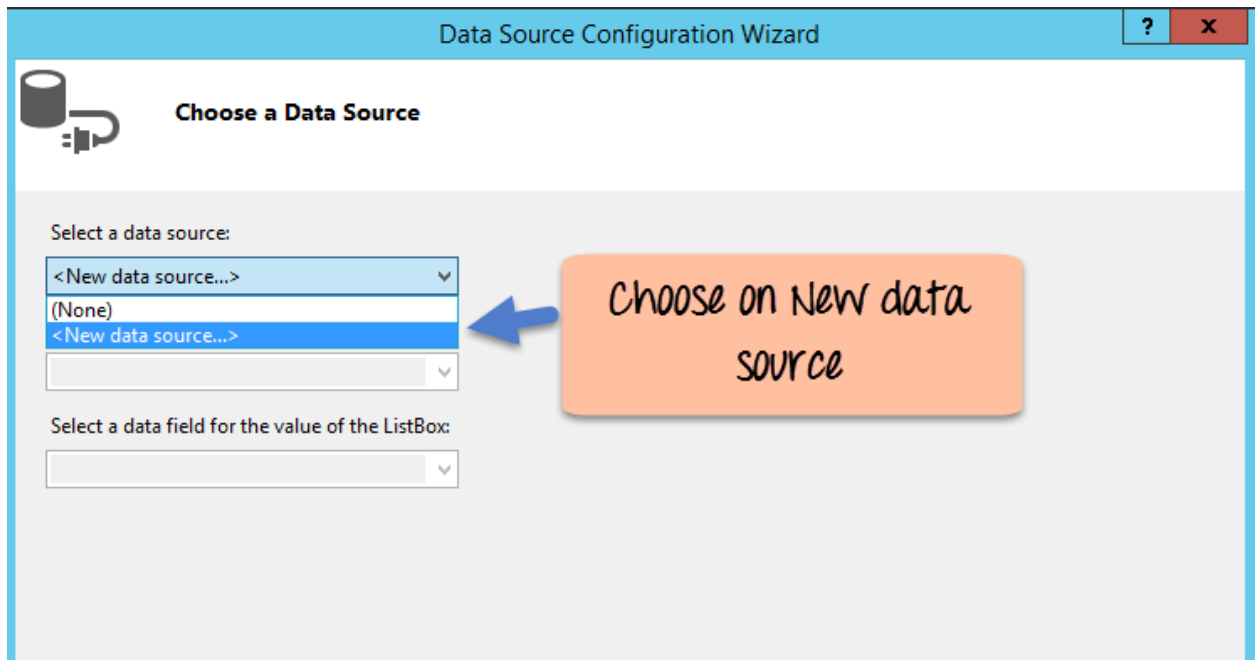 Data Source Configuration Wizard
? x
Choose a Data Source
Select a data source:
<New data source...>
(None)
<New data source...>
Choose on New data
source
Select a data field for the value of the ListBox: